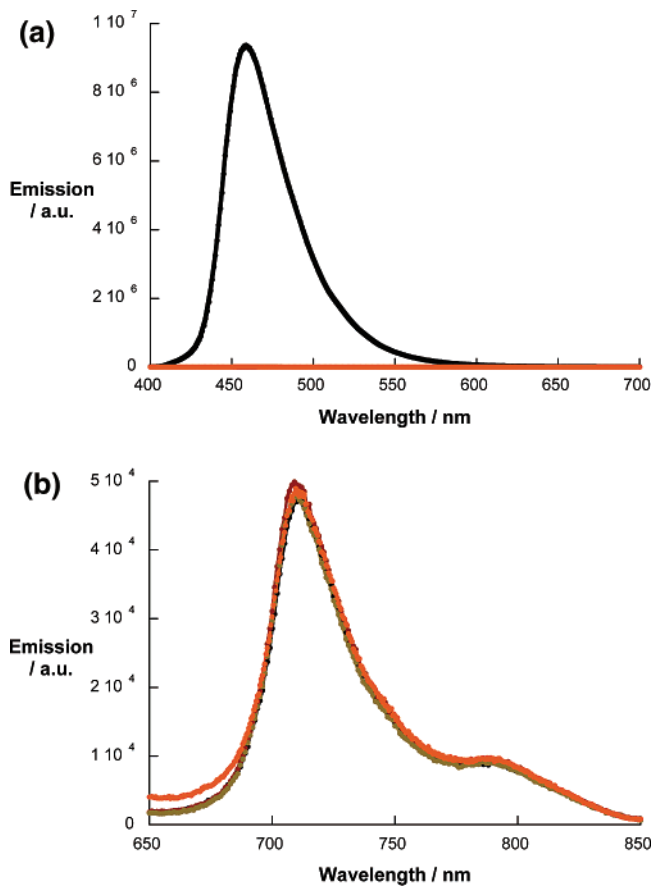 (a)
1 10 7
8 10 6
6 10 6
Emission
/ a.u.
4 10 6
2 10 6
0
400 450 500 550 600 650 700
Wavelength / nm
(b)
5 10 4
4 10 4
3 10 4
Emission
/ a.u.
2 10 4
1 10 4
0
650 700 750 800 850
Wavelength / nm